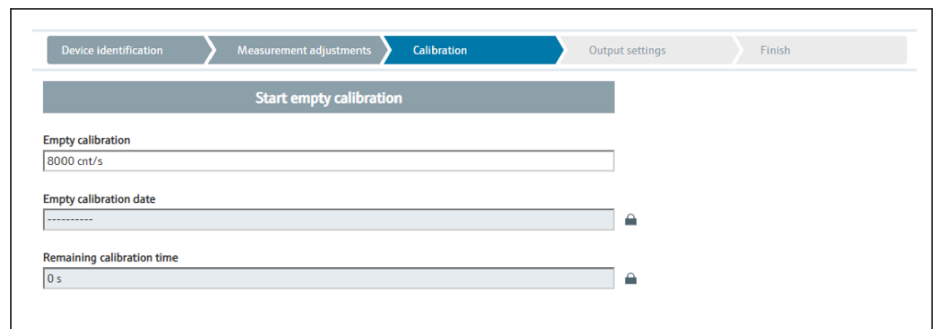 Device identification Measurement adjustments Calibration Output settings Finish
Start empty calibration
Empty calibration
8000 cnt/s
Empty calibration date
----------
Remaining calibration time
0 s